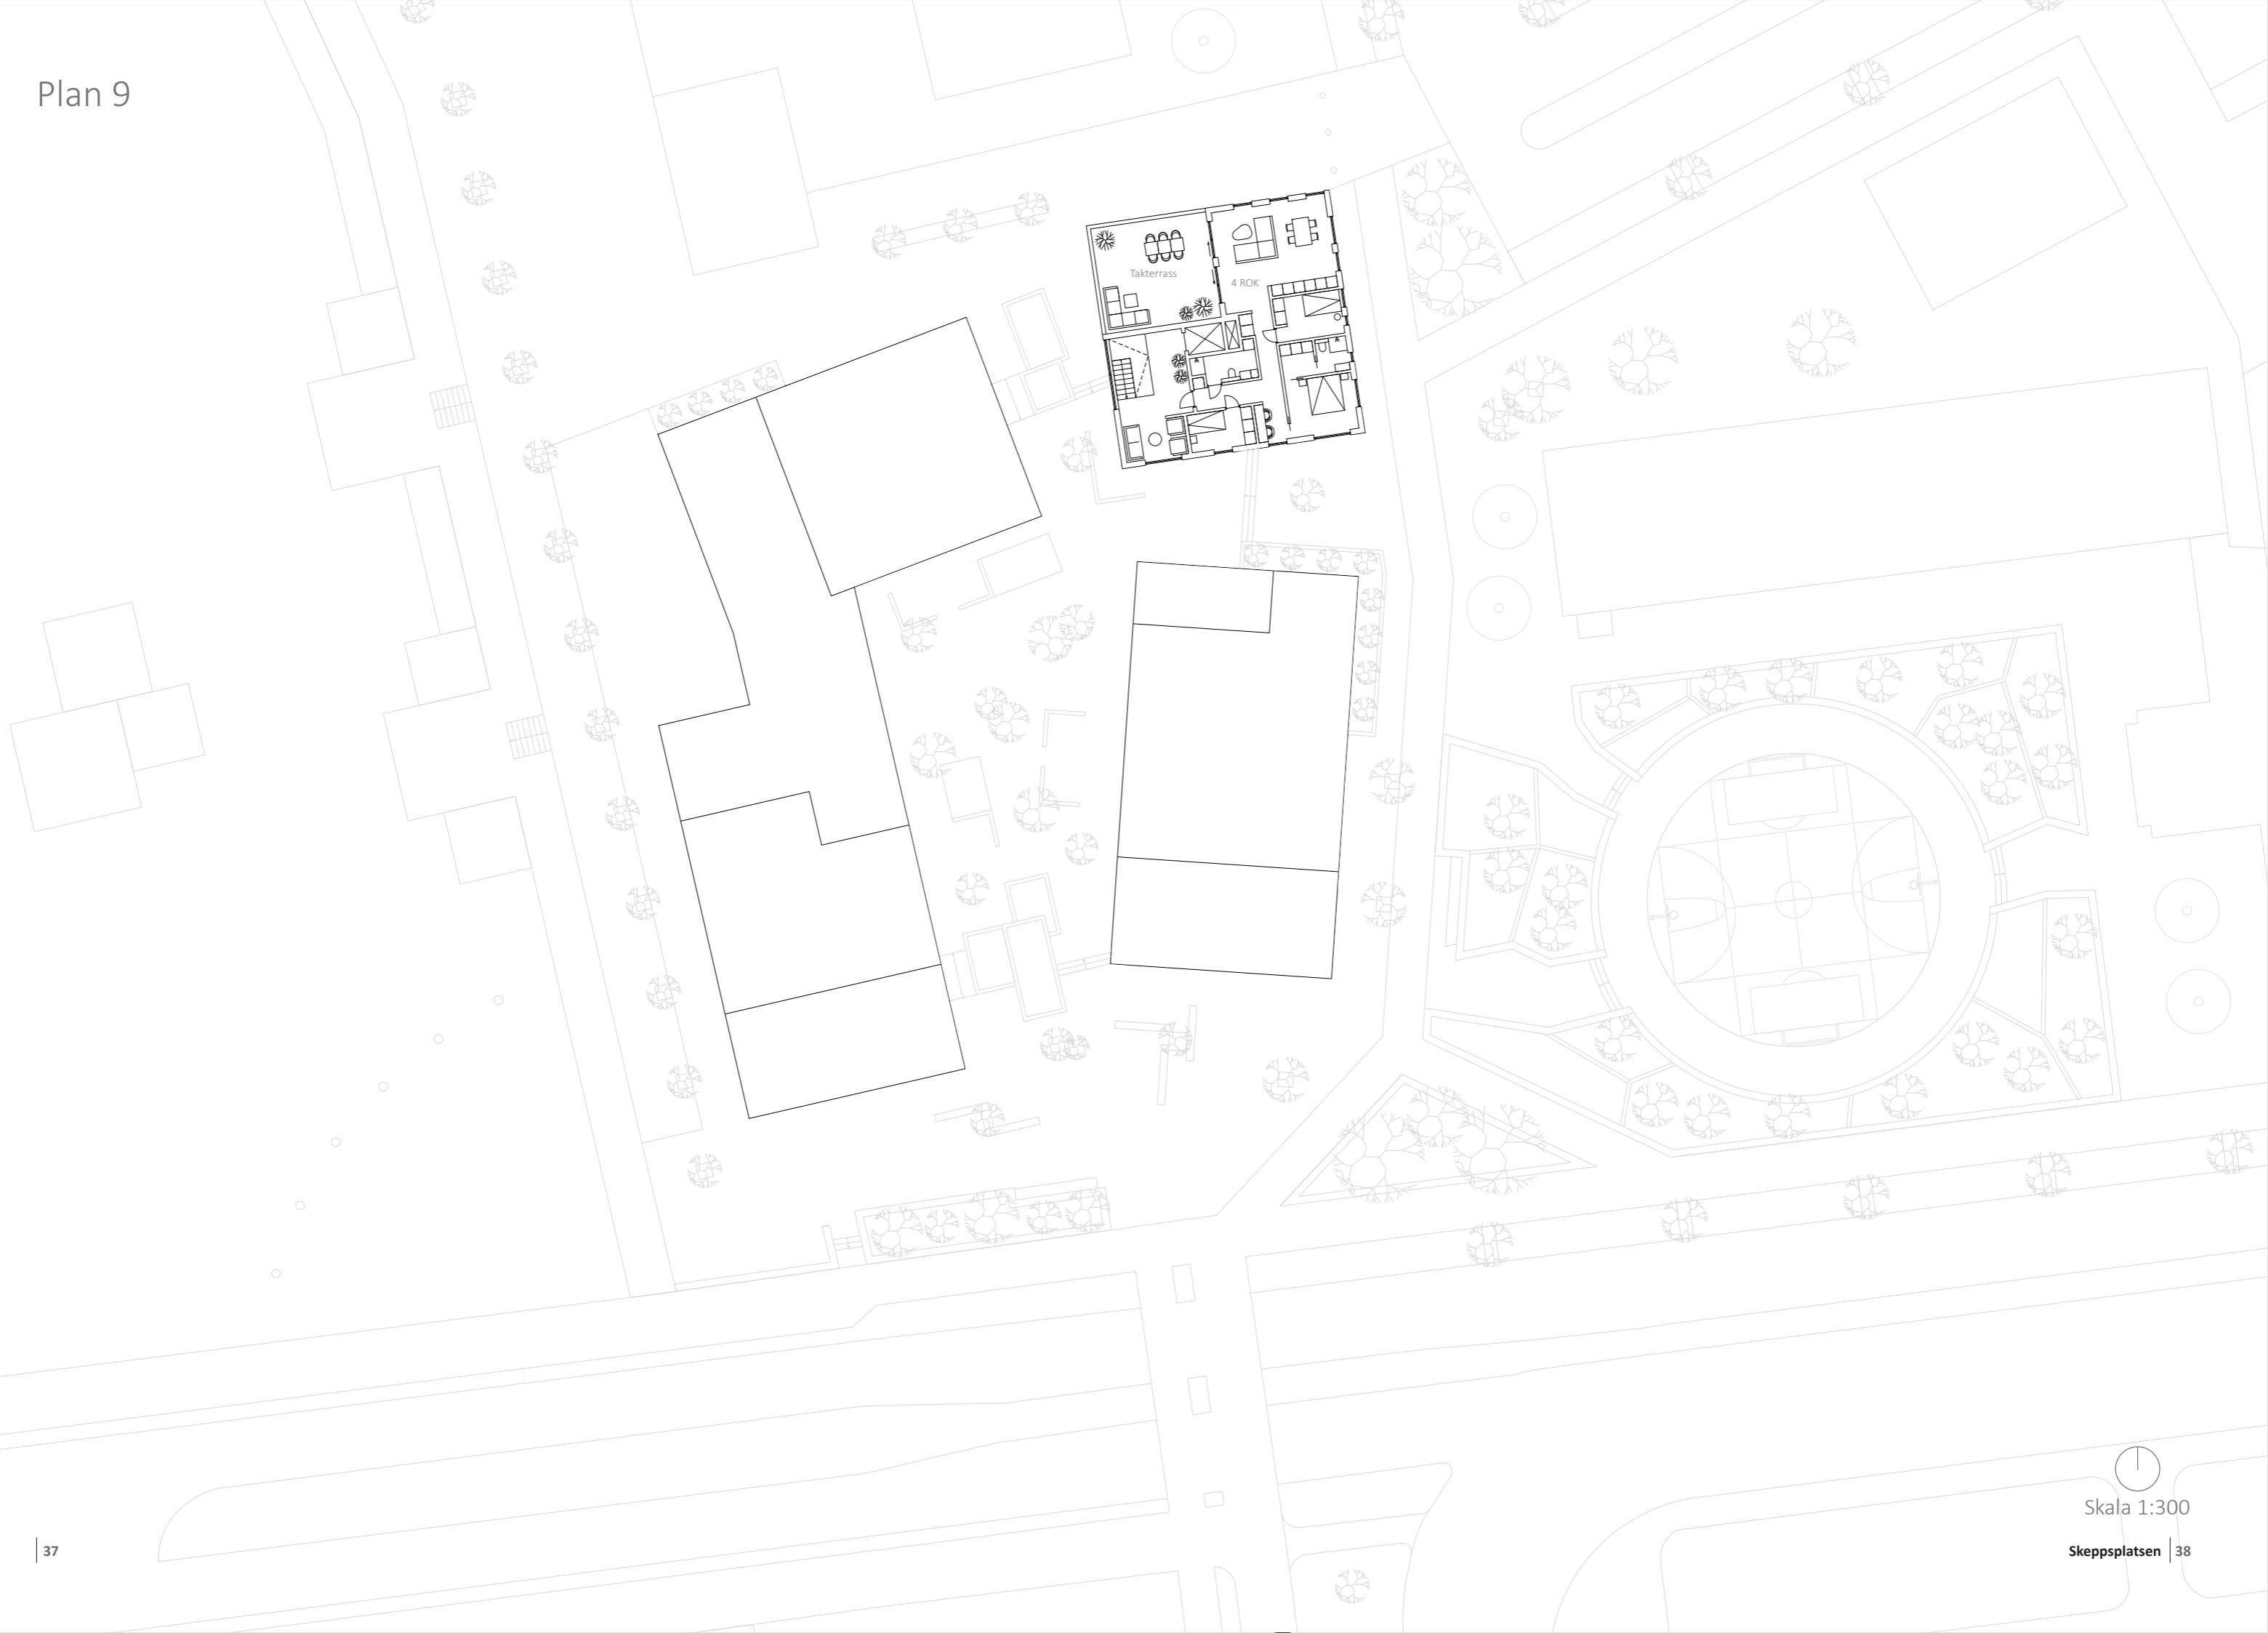 Plan 9
Takterrass
4 ROK
Skala 1:300
37
Skeppsplatsen 38